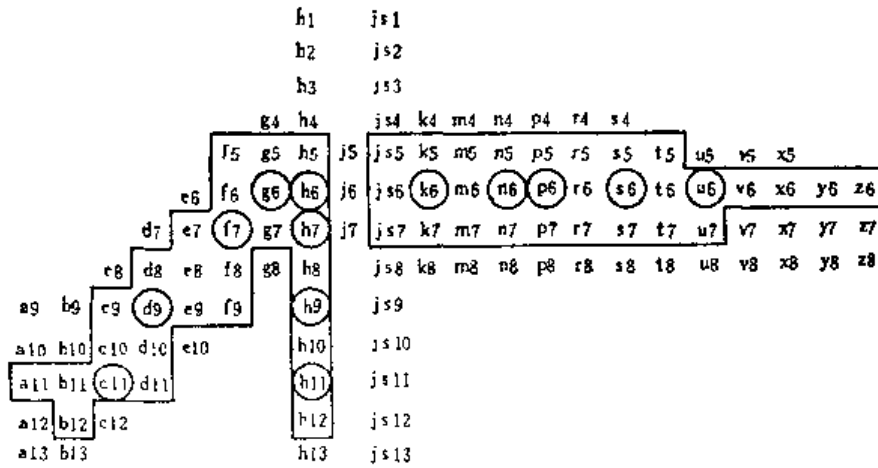 h1 js1
h2 js2
h3 js3
g4 h4 js4 k4 m4 n4 p4 r4 s4
f5 g5 h5 j5 js5 k5 m5 n5 p5 r5 s5 t5 u5 v5 x5
e6 f6 g6 h6 j6 js6 k6 m6 n6 p6 r6 s6 t6 u6 v6 x6 y6 z6
d7 e7 f7 g7 h7 j7 js7 k7 m7 n7 p7 r7 s7 t7 u7 v7 x7 y7 z7
c8 d8 e8 f8 g8 h8 js8 k8 m8 n8 p8 r8 s8 t8 u8 v8 x8 y8 z8
a9 b9 c9 d9 e9 f9 h9 js9
a10 b10 c10 d10 e10 h10 js10
a11 b11 c11 d11 h11 js11
a12 b12 c12 h12 js12
a13 b13 h13 js13